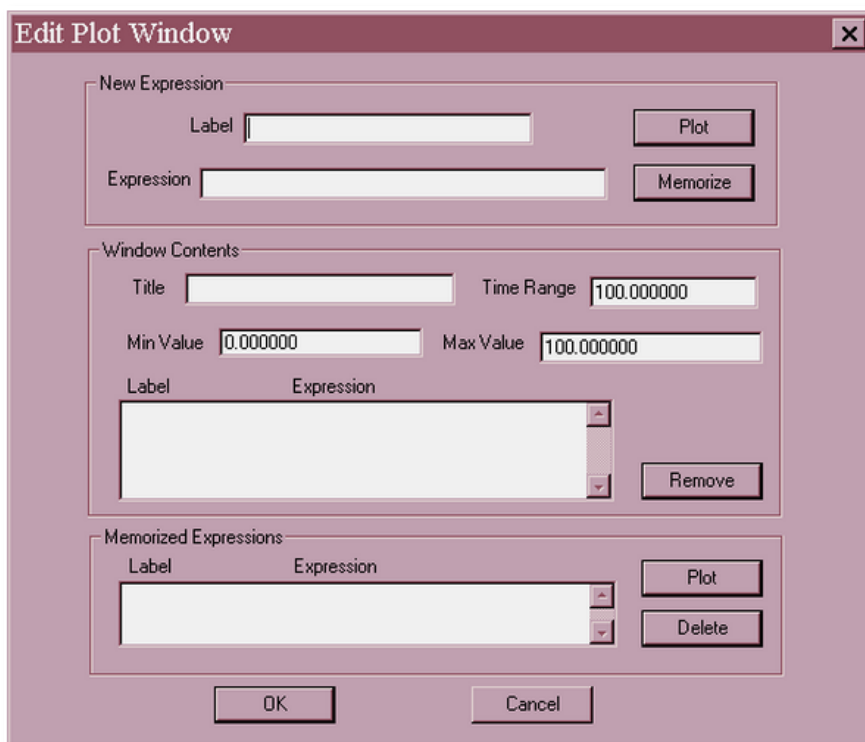 Edit Plot Window
New Expression
Label Plot
Expression Memorize
Window Contents
Title Time Range 100.000000
Min Value 0.000000 Max Value 100.000000
Label Expression
Remove
Memorized Expressions
Label Expression
Plot
Delete
OK Cancel